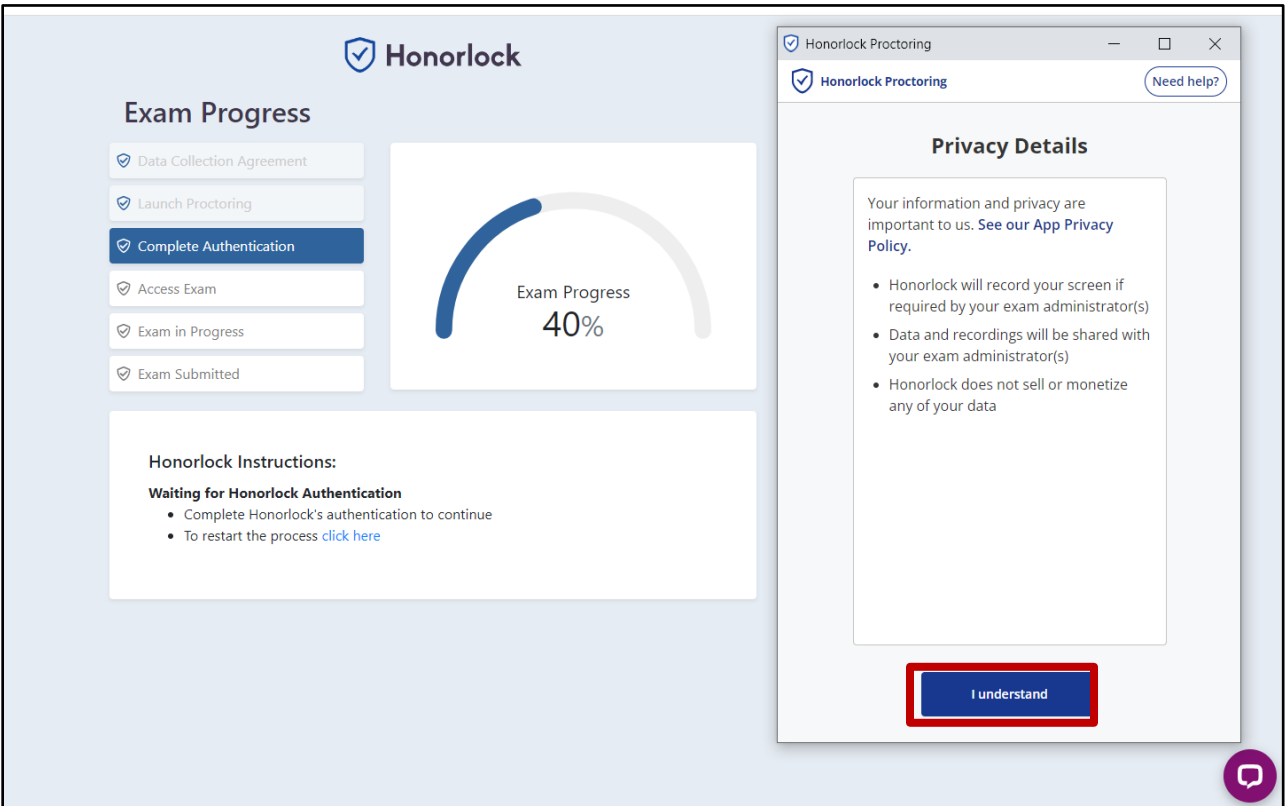 Honorlock
Exam Progress
Data Collection Agreement
Launch Proctoring
Complete Authentication
Access Exam
Exam in Progress
Exam Submitted
Exam Progress
40%
Honorlock Instructions:
Waiting for Honorlock Authentication
Complete Honorlock's authentication to continue
To restart the process click here
Honorlock Proctoring
Honorlock Proctoring
Need help?
Privacy Details
Your information and privacy are
important to us. See our App Privacy
Policy.
Honorlock will record your screen if
required by your exam administrator(s)
Data and recordings will be shared with
your exam administrator(s)
Honorlock does not sell or monetize
any of your data
I understand